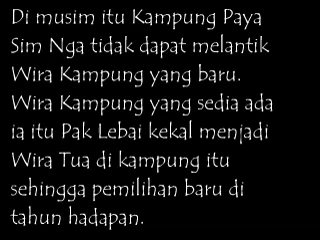 Di musim itu Kampung Paya
Sim Nga tidak dapat melantik
Wira Kampung yang baru.
Wira Kampung yang sedia ada
ia itu Pak Lebai kekal menjadi
Wira Tua di kampung itu
sehingga pemilihan baru di
tahun hadapan.